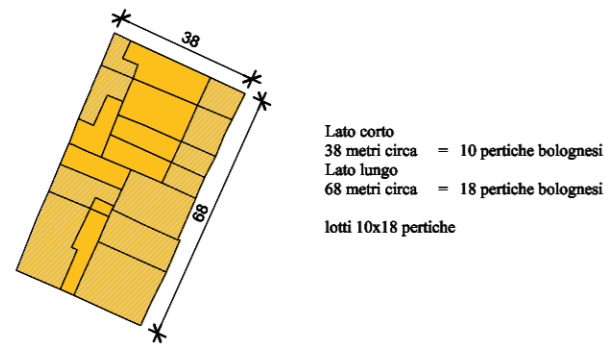 38
68
Lato corto
38 metri circa = 10 pertiche bolognesi
Lato lungo
68 metri circa = 18 pertiche bolognesi
lotti 10x18 pertiche